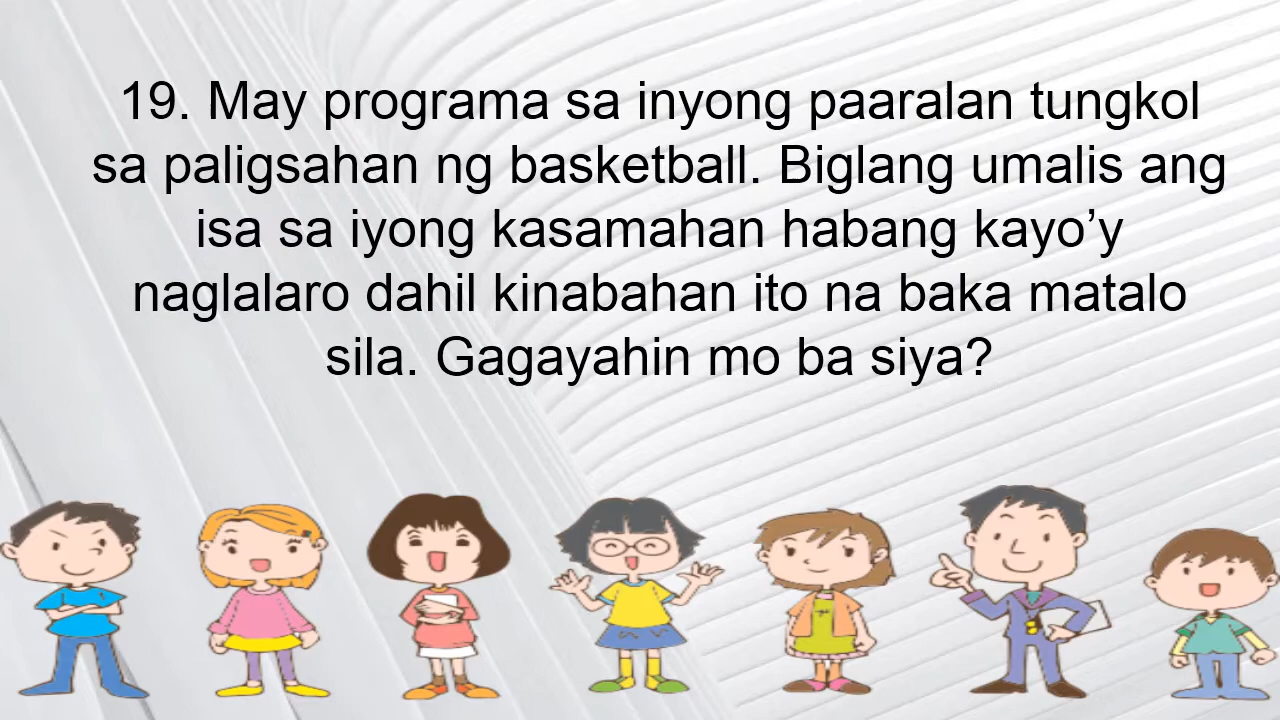 19. May programa sa inyong paaralan tungkol
sa paligsahan ng basketball. Biglang umalis ang
isa sa iyong kasamahan habang kayo’y
naglalaro dahil kinabahan ito na baka matalo
sila. Gagayahin mo ba siya?